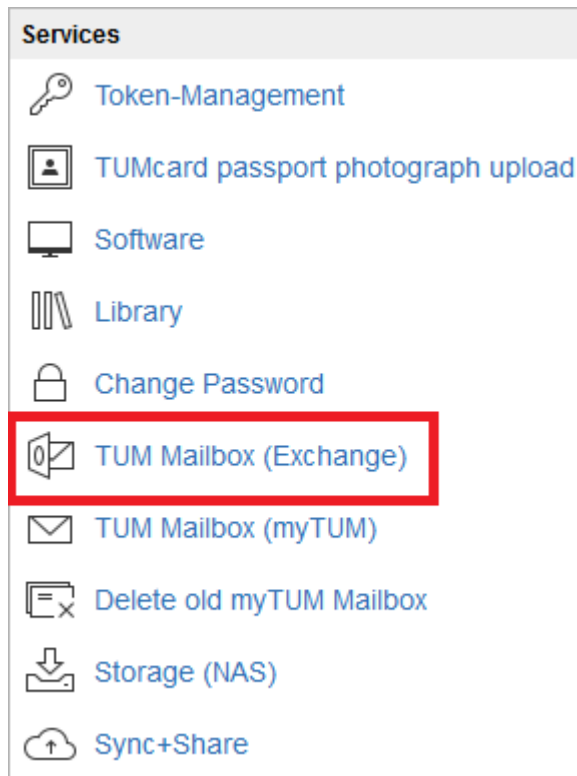 Services
Token-Management
TUMcard passport photograph upload
Software
Library
Change Password
TUM Mailbox (Exchange)
TUM Mailbox (myTUM)
Delete old myTUM Mailbox
Storage (NAS)
Sync+Share